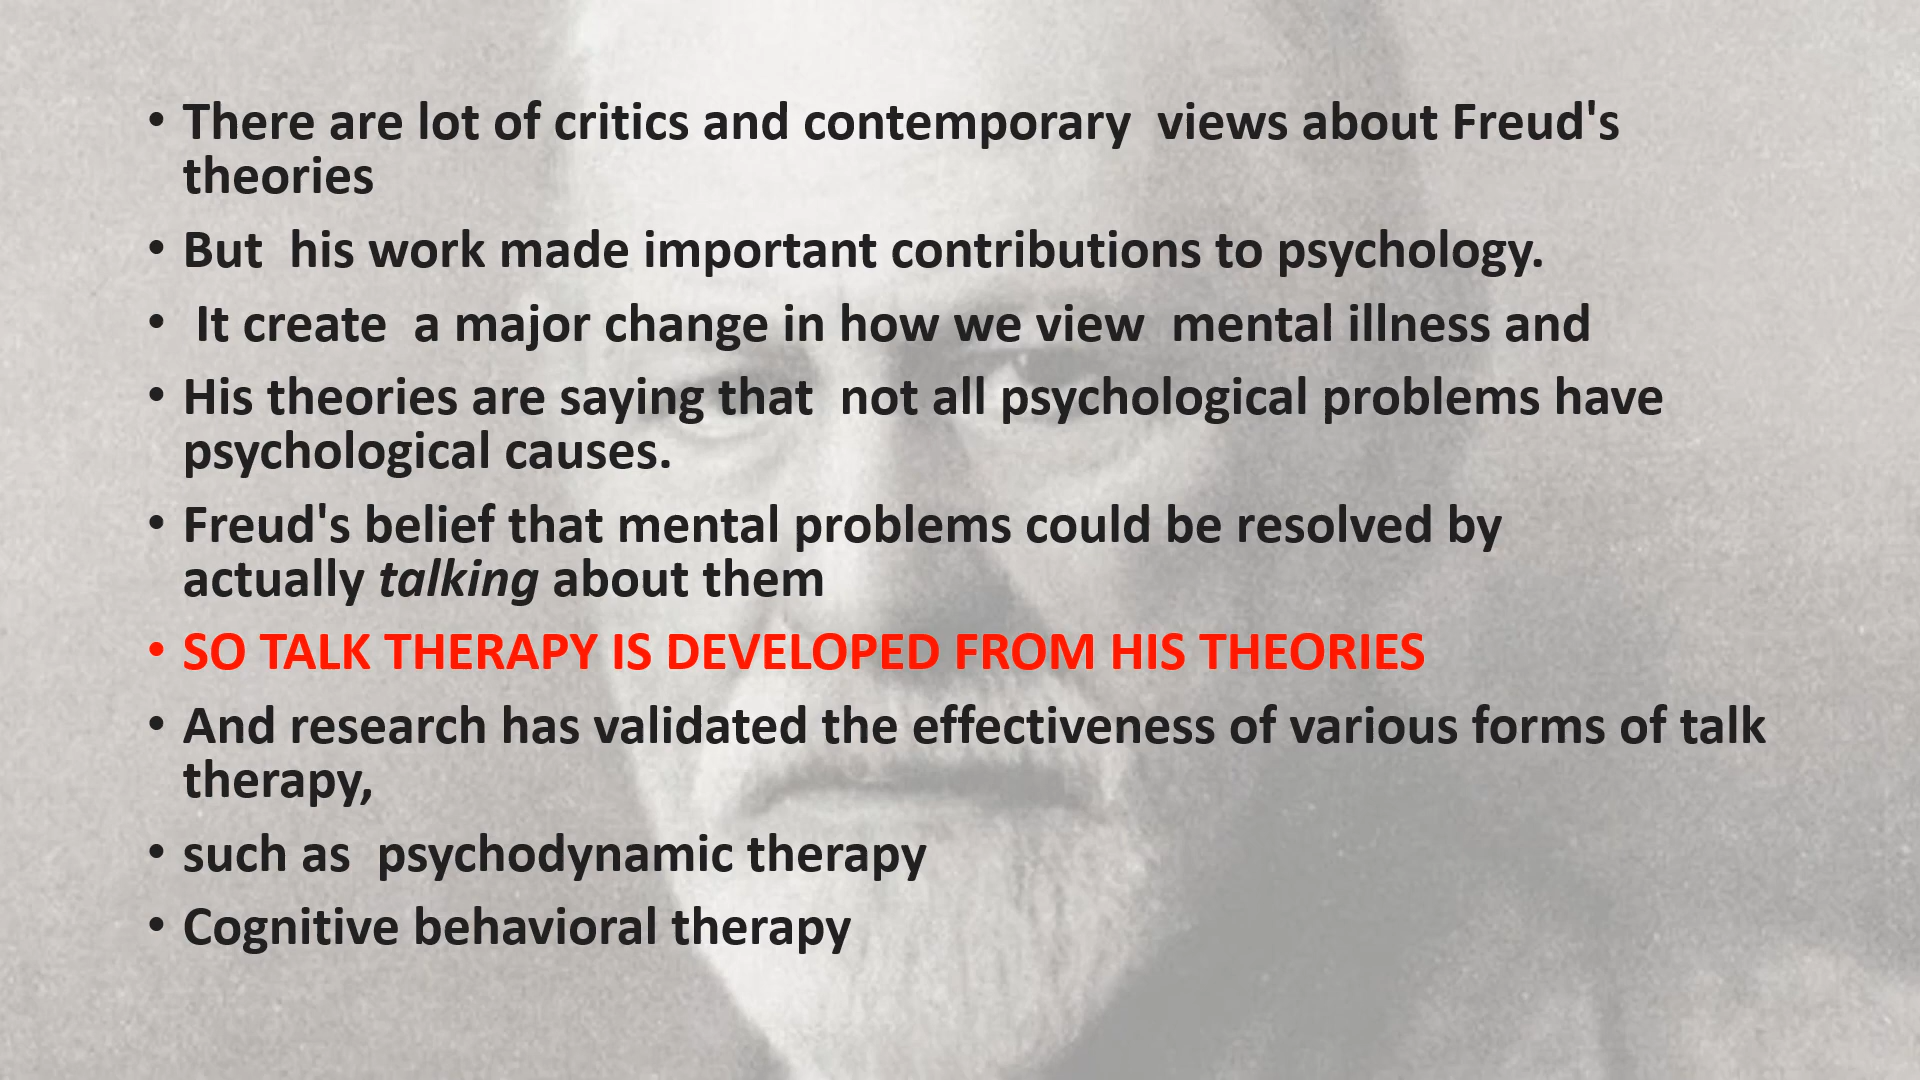 • There are lot of critics and contemporary  views about Freud's
theories
• But  his work made important contributions to psychology.
•  It create  a major change in how we view  mental illness and
• His theories are saying that  not all psychological problems have
psychological causes.
• Freud's belief that mental problems could be resolved by
actually talking about them
• SO TALK THERAPY IS DEVELOPED FROM HIS THEORIES
• And research has validated the effectiveness of various forms of talk
therapy,
• such as  psychodynamic therapy
• Cognitive behavioral therapy